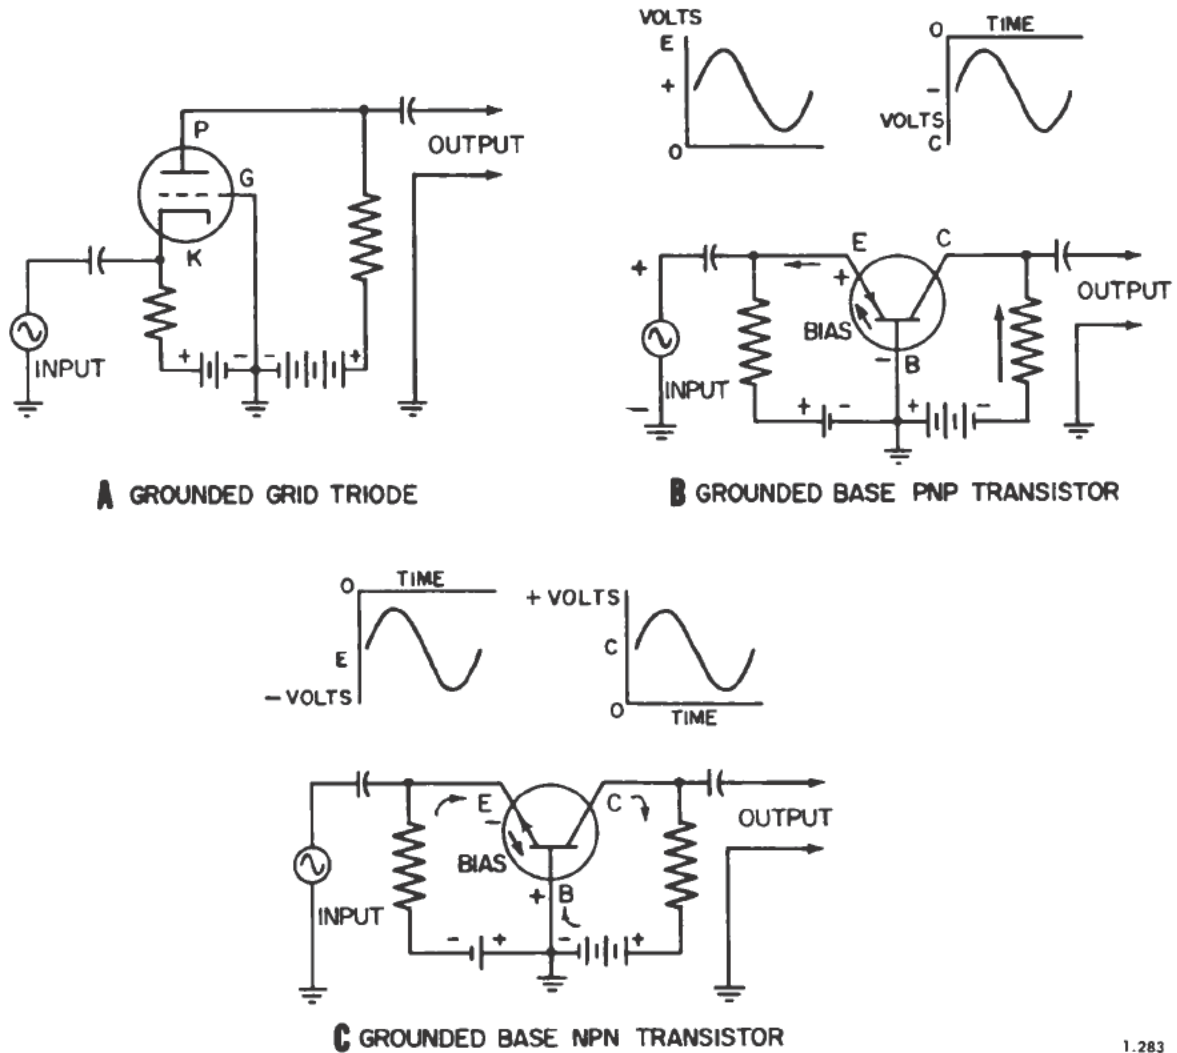 P
G
OUTPUT
K
INPUT
+ - - +
A GROUNDED GRID TRIODE
VOLTS
E
+
O
O TIME
-
VOLTS
C
E C
+ +
OUTPUT
BIAS
- B
INPUT
-
+ - + -
B GROUNDED BASE PNP TRANSISTOR
O TIME
E
- VOLTS
+ VOLTS
C
O
TIME
E C
-
OUTPUT
BIAS
+ B
INPUT
- + - +
C GROUNDED BASE NPN TRANSISTOR
1.283